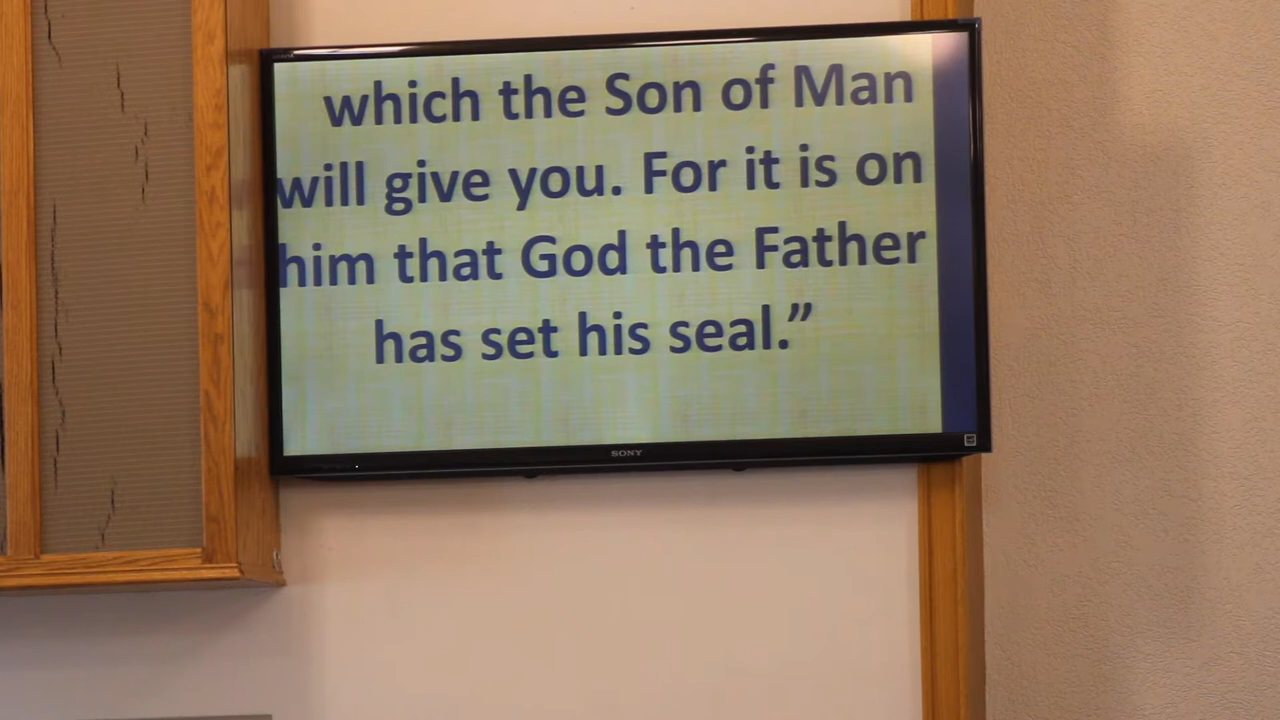 which the Son of Man
will give you. For it is on
him that God the Father
has set his seal.”
SONY